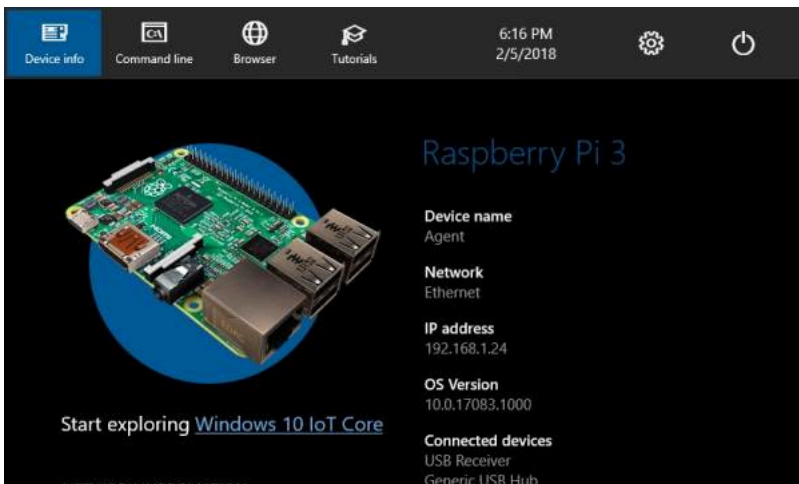 Device info
Command line
Browser
Tutorials
6:16 PM
2/5/2018
Raspberry Pi 3
Device name
Agent
Network
Ethernet
IP address
192.168.1.24
OS Version
10.0.17083.1000
Start exploring Windows 10 IoT Core
Connected devices
USB Receiver
Generic USB Hub